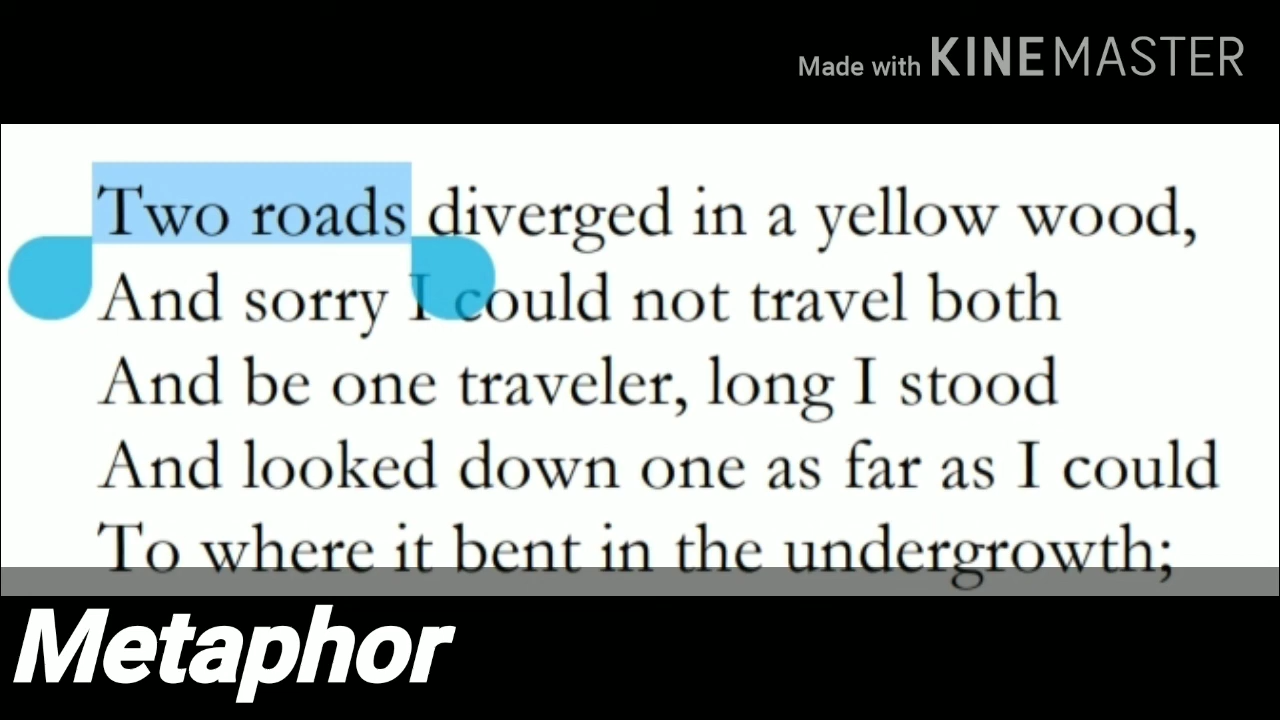 Made with KINEMASTER
Two roads diverged in a yellow wood,
And sorry I could not travel both
And be one traveler, long I stood
And looked down one as far as I could
To where it bent in the undergrowth;
Metaphor